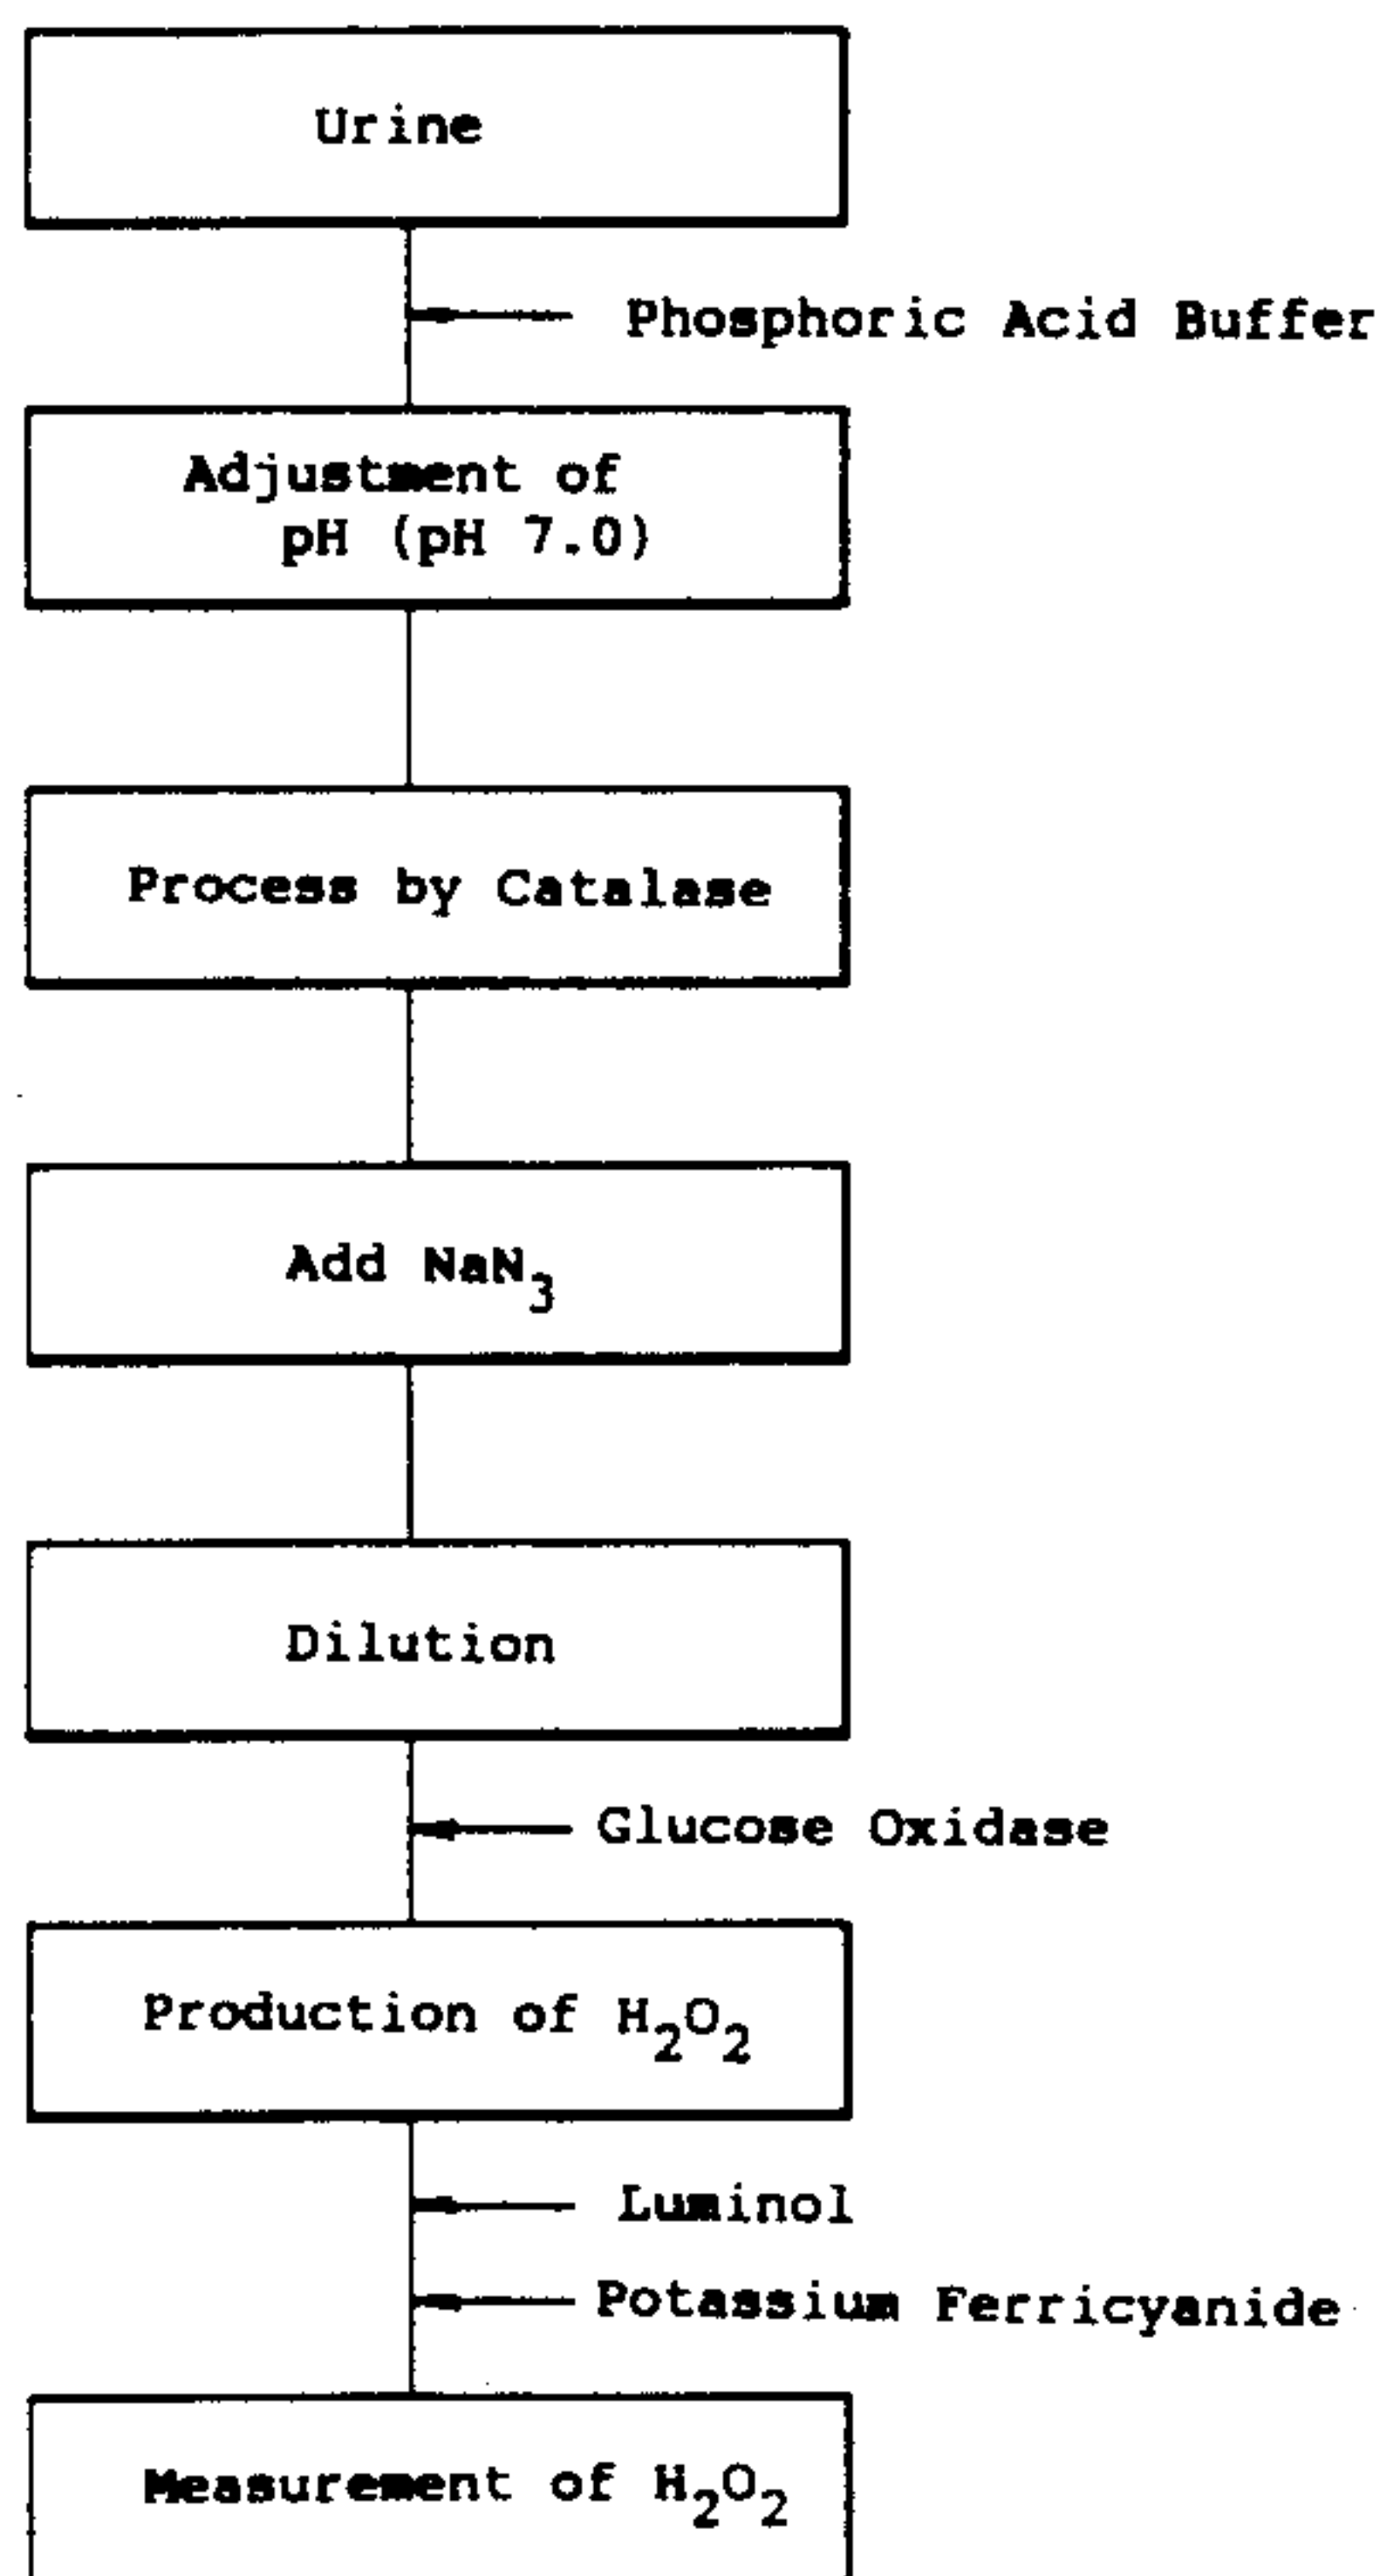 Urine
Phosphoric Acid Buffer
Adjustment of
pH (pH 7.0)
Process by Catalase
Add NaN3
Dilution
Glucose Oxidase
Production of H2O2
Luminol
Potassium Ferricyanide
Measurement of H2O2